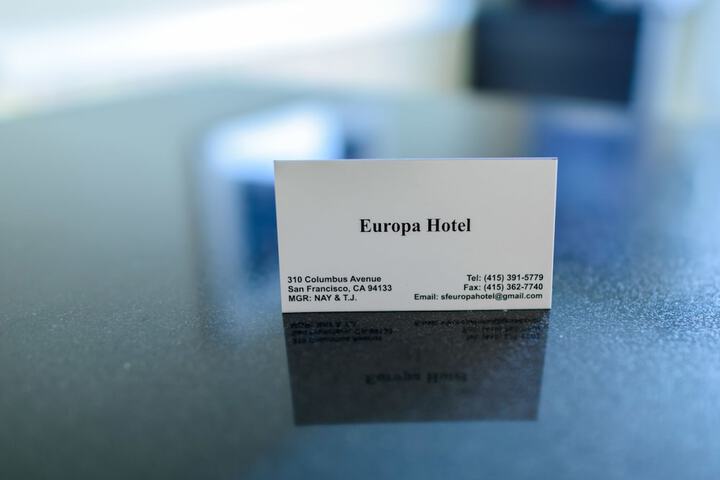 Europa Hotel
310 Columbus Avenue
San Francisco, CA 94133
MGR: NAY & T.J.
Tel: (415) 391-5779
Fax: (415) 362-7740
Email: sfeuropahotel@gmail.com